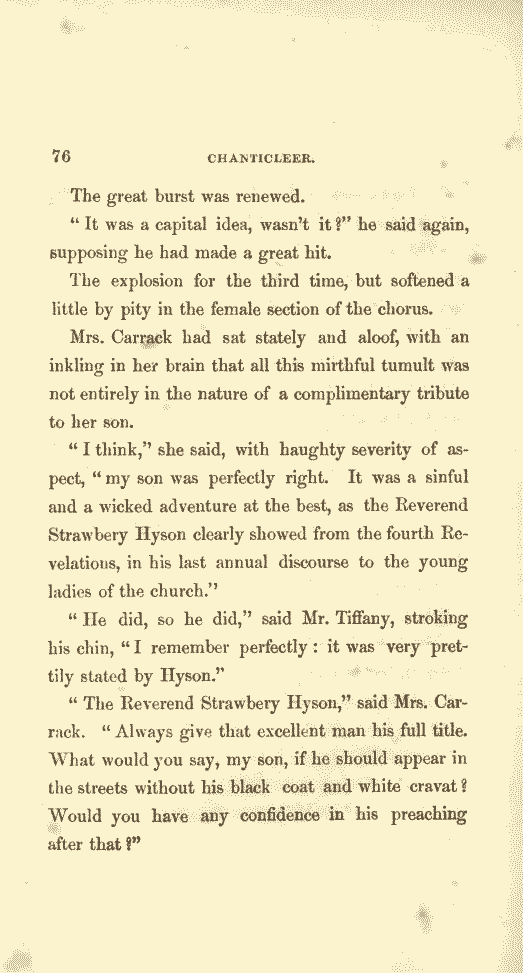 76 CHANTICLEER.
The great burst was renewed.
“ It was a capital idea, wasn't it ?” he said again,
supposing he had made a great hit.
The explosion for the third time, but softened a
little by pity in the female section of the chorus.
Mrs. Carrack had sat stately and aloof, with an
inkling in her brain that all this mirthful tumult was
not entirely in the nature of a complimentary tribute
to her son.
“ I think,” she said, with haughty severity of as-
pect, “ my son was perfectly right. It was a sinful
and a wicked adventure at the best, as the Reverend
Strawbery Hyson clearly showed from the fourth Re-
velations, in his last annual discourse to the young
ladies of the church.”
“ He did, so he did,” said Mr. Tiffany, stroking
his chin, “ I remember perfectly : it was very pret-
tily stated by Hyson.”
“ The Reverend Strawbery Hyson,” said Mrs. Car-
rack. “ Always give that excellent man his full title.
What would you say, my son, if he should appear in
the streets without his black coat and white cravat ?
Would you have any confidence in his preaching
after that ?”